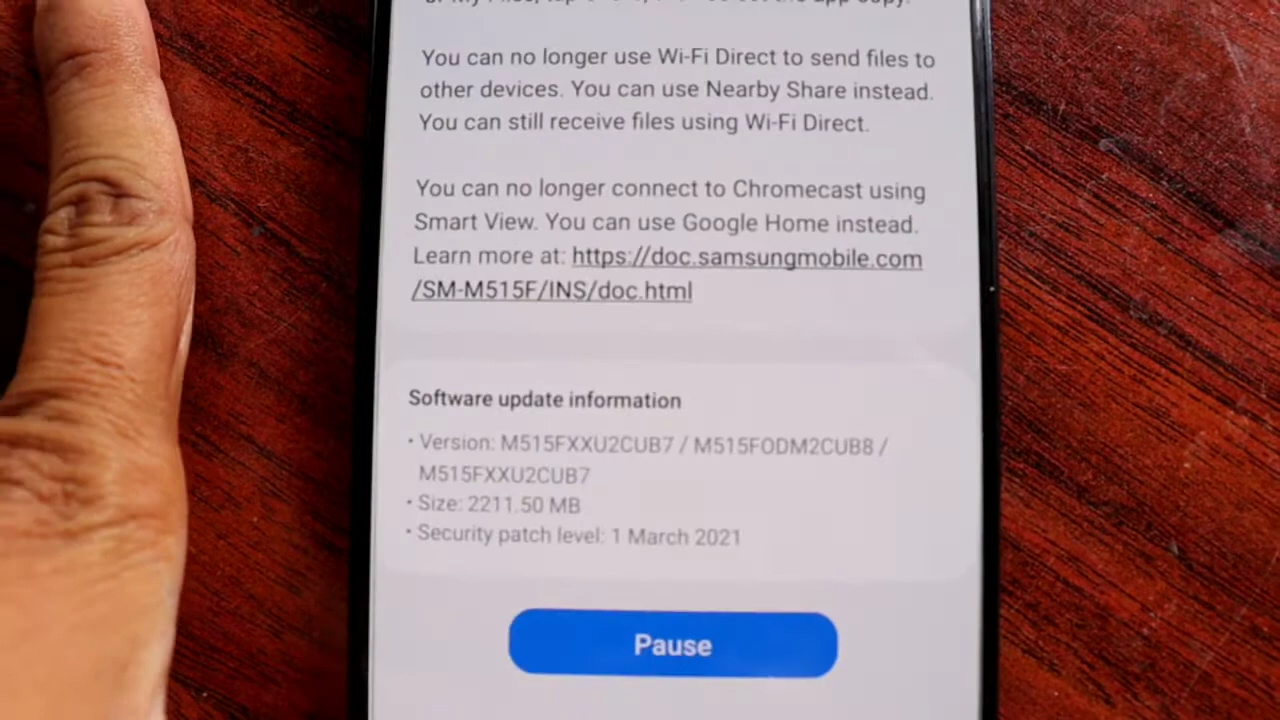 You can no longer use Wi-Fi Direct to send files to
other devices. You can use Nearby Share instead.
You can still receive files using Wi-Fi Direct.
You can no longer connect to Chromecast using
Smart View. You can use Google Home instead.
Learn more at: https://doc.samsungmobile.com
/SM-M515F/INS/doc.html
Software update information
• Version: M515FXXU2CUB7 / M515FODM2CUB8 /
M515FXXU2CUB7
• Size: 2211.50 MB
• Security patch level: 1 March 2021
Pause